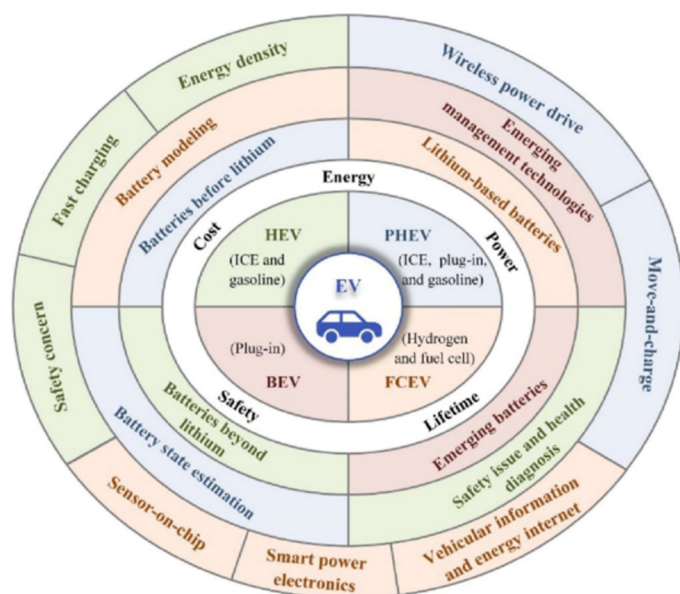 Energy density
Wireless power drive
Fast charging
Battery modeling
Emerging
management technologies
Batteries before lithium
Lithium-based batteries
Energy
Cost
Power
HEV
(ICE and
gasoline)
PHEV
(ICE, plug-in,
and gasoline)
EV
Move-and-charge
Safety concern
(Plug-in)
BEV
(Hydrogen
and fuel cell)
FCEV
Safety
Lifetime
Batteries beyond
lithium
Emerging batteries
Battery state estimation
Safety issue and health
diagnosis
Sensor-on-chip
Smart power
electronics
Vehicular information
and energy internet